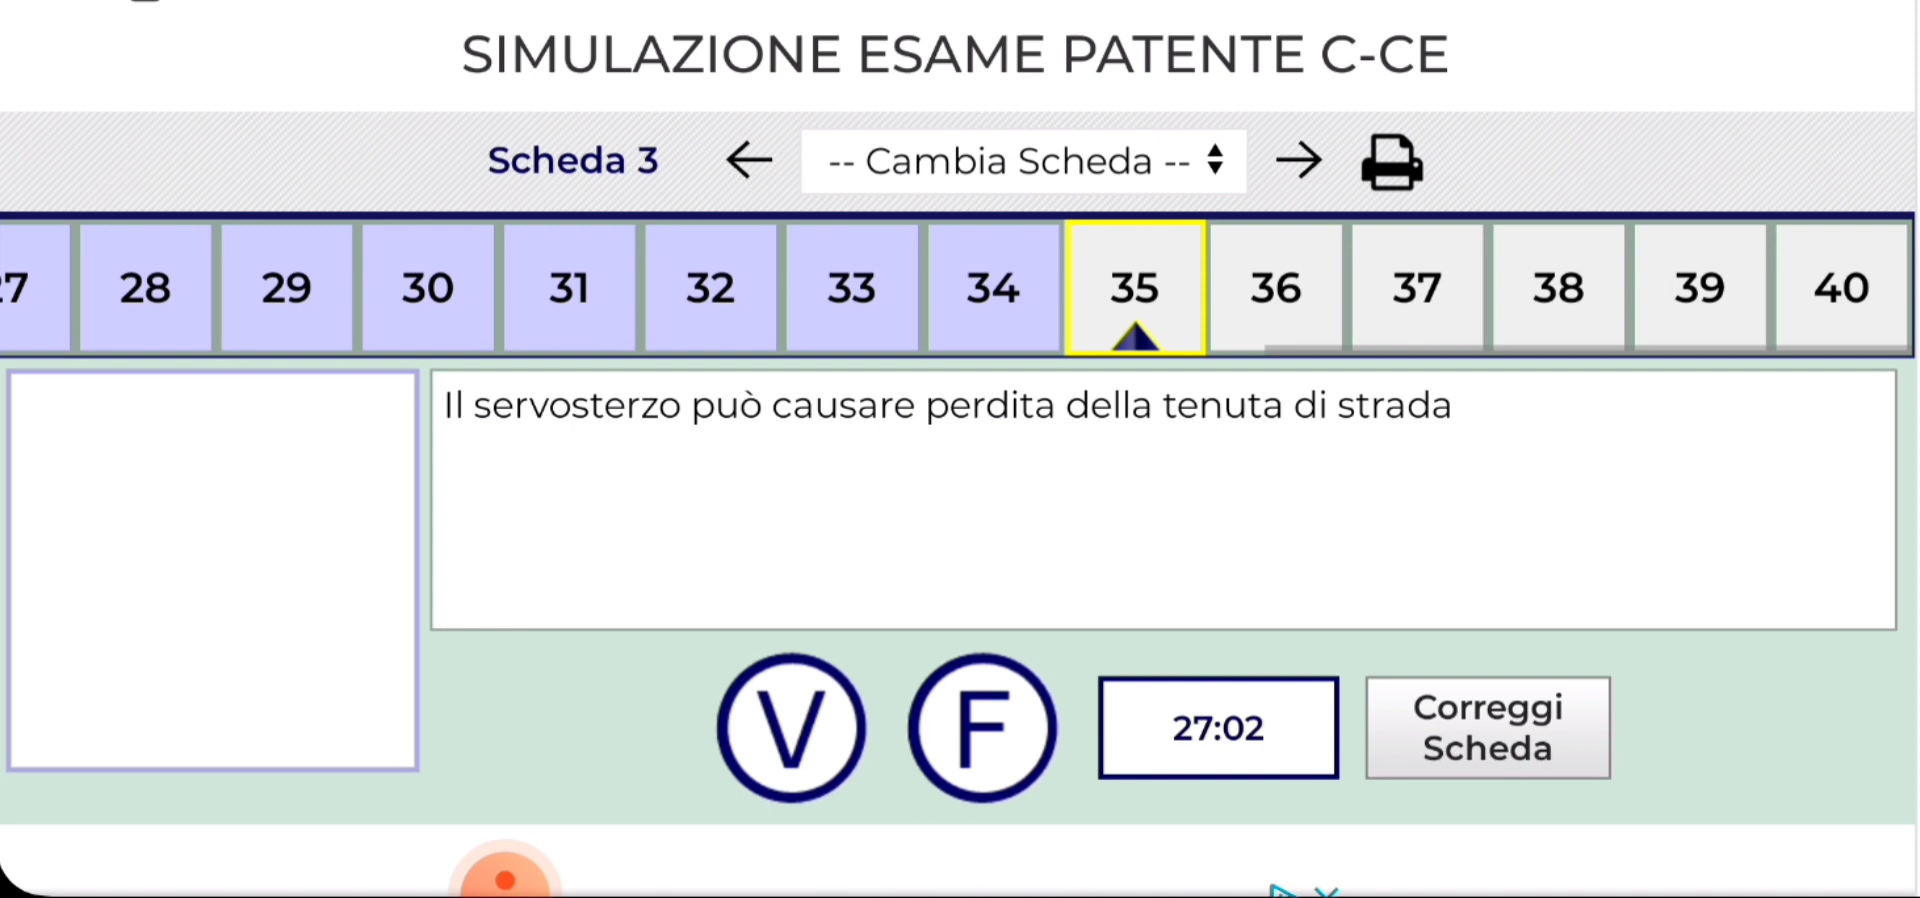 SIMULAZIONE ESAME PATENTE C-CE
Scheda 3
-- Cambia Scheda --
27 28 29 30 31 32 33 34 35 36 37 38 39 40
Il servosterzo può causare perdita della tenuta di strada
V F 27:02 Correggi
Scheda